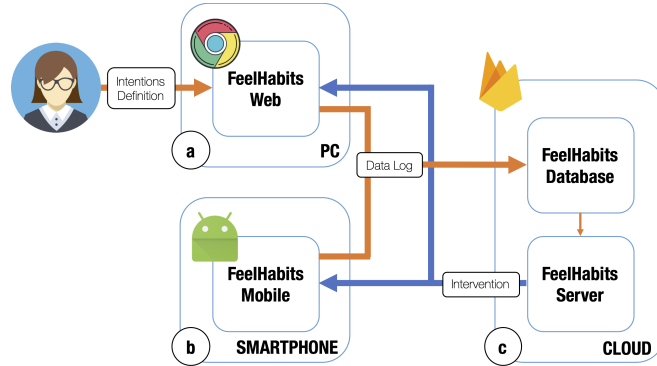 Intentions
Definition
FeelHabits
Web
a
PC
Data Log
FeelHabits
Database
FeelHabits
Mobile
b
SMARTPHONE
Intervention
FeelHabits
Server
c
CLOUD